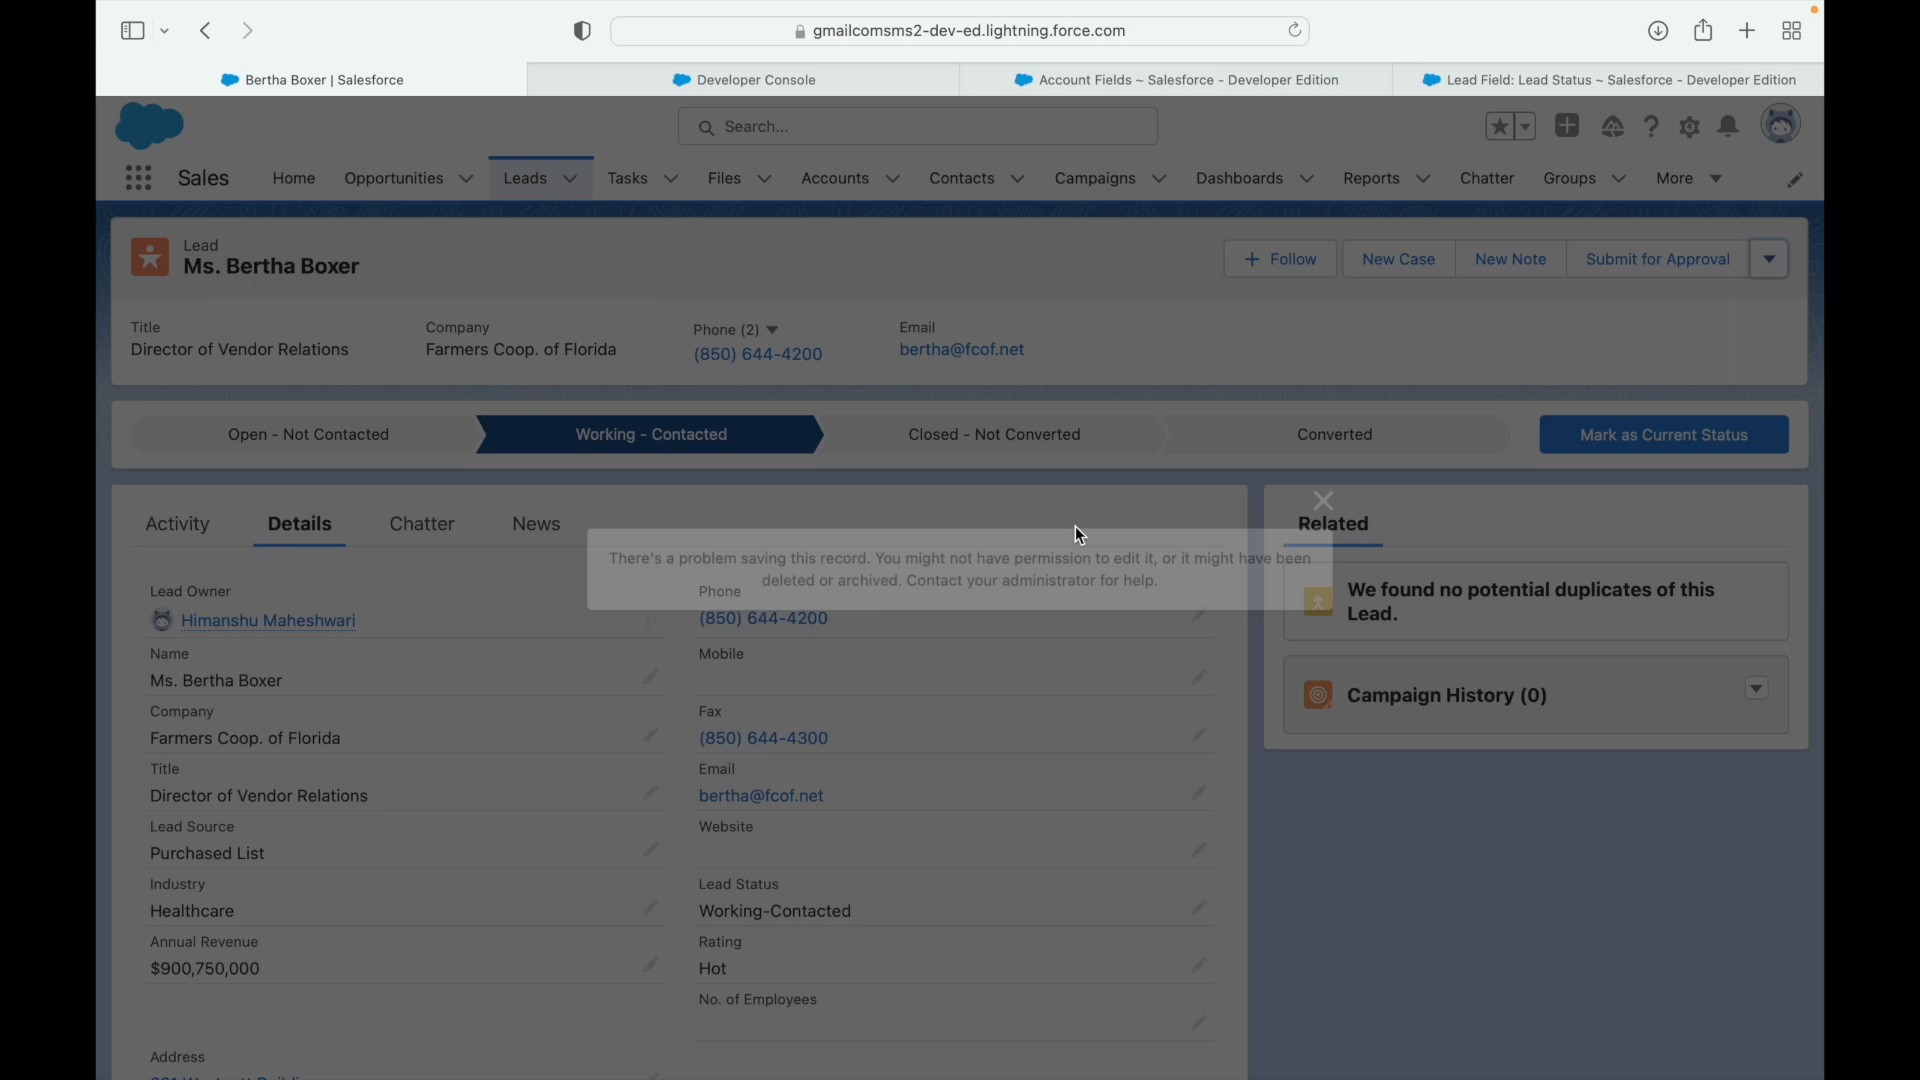 gmailcomsms2-dev-ed.lightning.force.com
Bertha Boxer | Salesforce
Developer Console
Account Fields ~ Salesforce - Developer Edition
Lead Field: Lead Status ~ Salesforce - Developer Edition
Search...
Sales
Home
Opportunities
Leads
Tasks
Files
Accounts
Contacts
Campaigns
Dashboards
Reports
Chatter
Groups
More
Lead
Ms. Bertha Boxer
Follow
New Case
New Note
Submit for Approval
Title
Director of Vendor Relations
Company
Farmers Coop. of Florida
Phone (2)
(850) 644-4200
Email
bertha@fcof.net
Open - Not Contacted
Working - Contacted
Closed - Not Converted
Converted
Mark as Current Status
Activity
Details
Chatter
News
There's a problem saving this record. You might not have permission to edit it, or it might have been
deleted or archived. Contact your administrator for help.
Lead Owner
Himanshu Maheshwari
Name
Ms. Bertha Boxer
Company
Farmers Coop. of Florida
Title
Director of Vendor Relations
Lead Source
Purchased List
Industry
Healthcare
Annual Revenue
$900,750,000
Address
Phone
(850) 644-4200
Mobile
Fax
(850) 644-4300
Email
bertha@fcof.net
Website
Lead Status
Working-Contacted
Rating
Hot
No. of Employees
Related
We found no potential duplicates of this
Lead.
Campaign History (0)